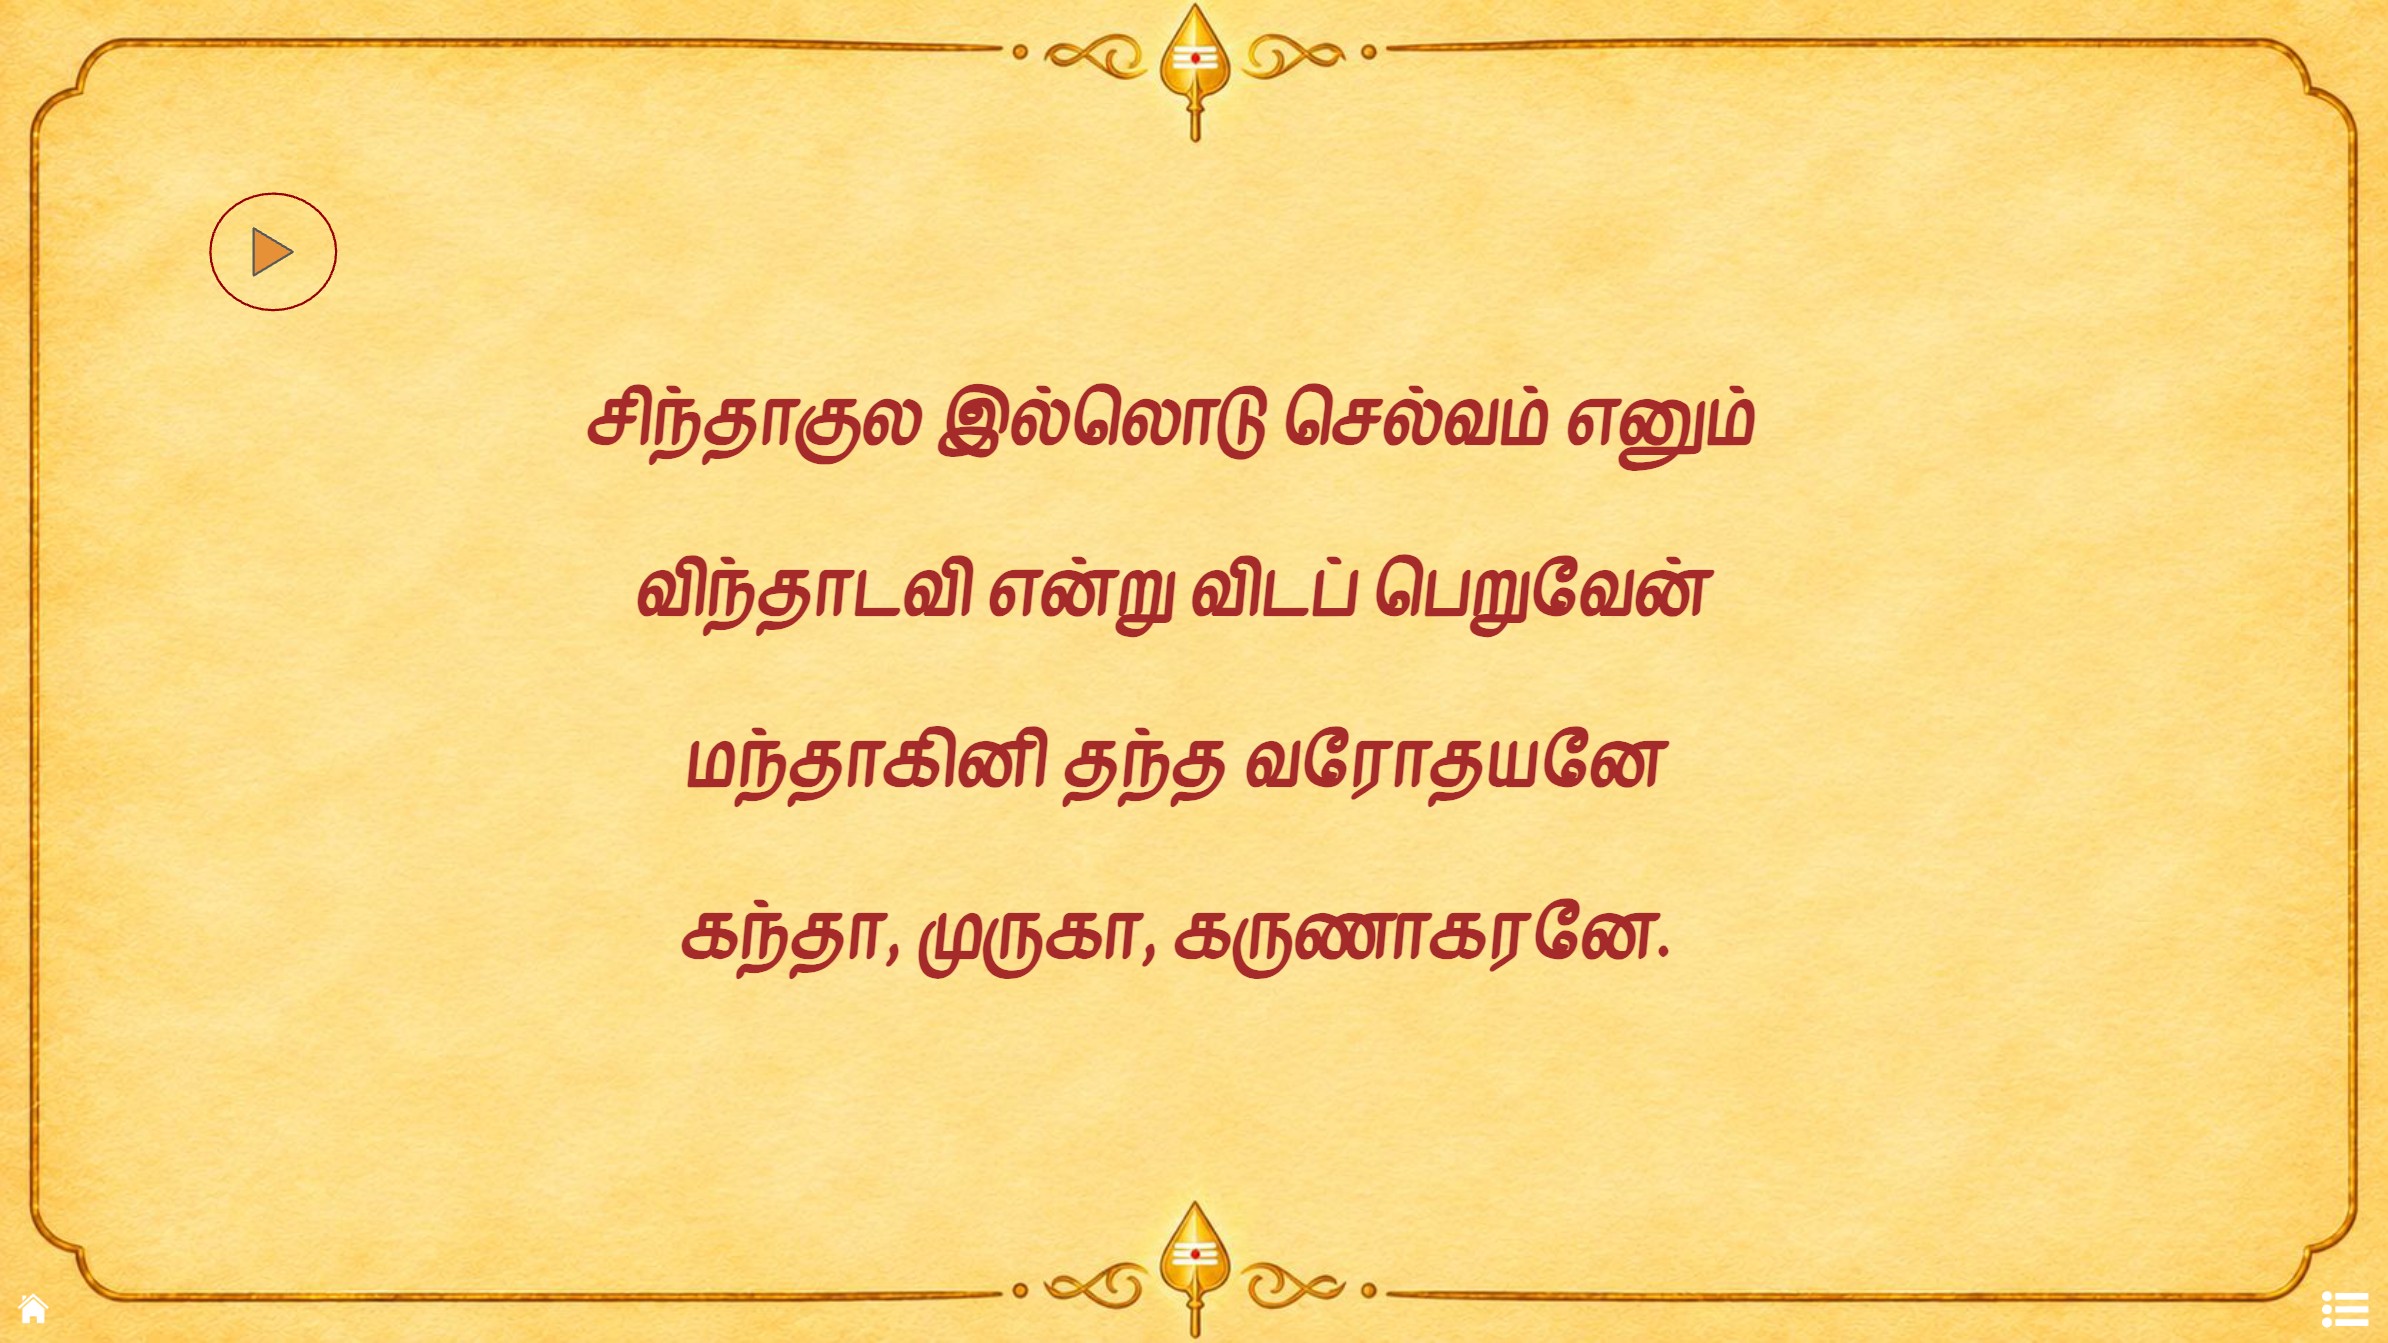 சிந்தாகுல இல்லொடு செல்வம் எனும்
விந்தாடவி என்று விடப் பெறுவேன்
மந்தாகினி தந்த வரோதயனே
கந்தா, முருகா, கருணாகரனே.